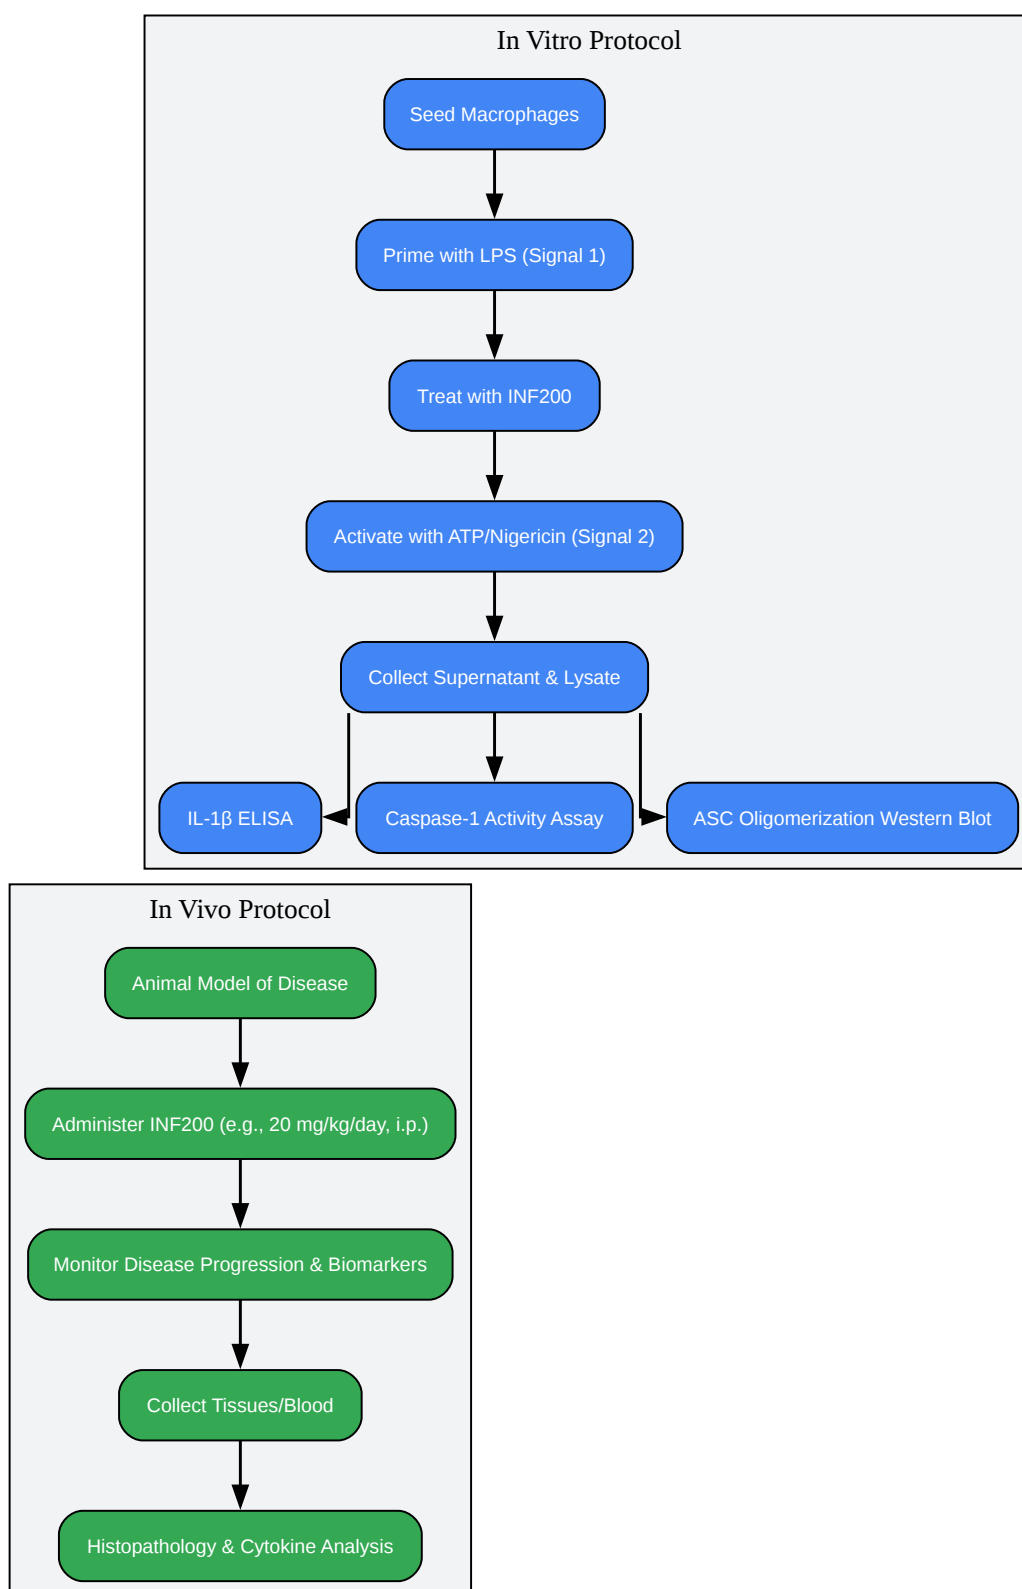 In Vitro Protocol
Seed Macrophages
Prime with LPS (Signal 1)
Treat with INF200
Activate with ATP/Nigericin (Signal 2)
Collect Supernatant & Lysate
IL-1β ELISA
Caspase-1 Activity Assay
ASC Oligomerization Western Blot
In Vivo Protocol
Animal Model of Disease
Administer INF200 (e.g., 20 mg/kg/day, i.p.)
Monitor Disease Progression & Biomarkers
Collect Tissues/Blood
Histopathology & Cytokine Analysis